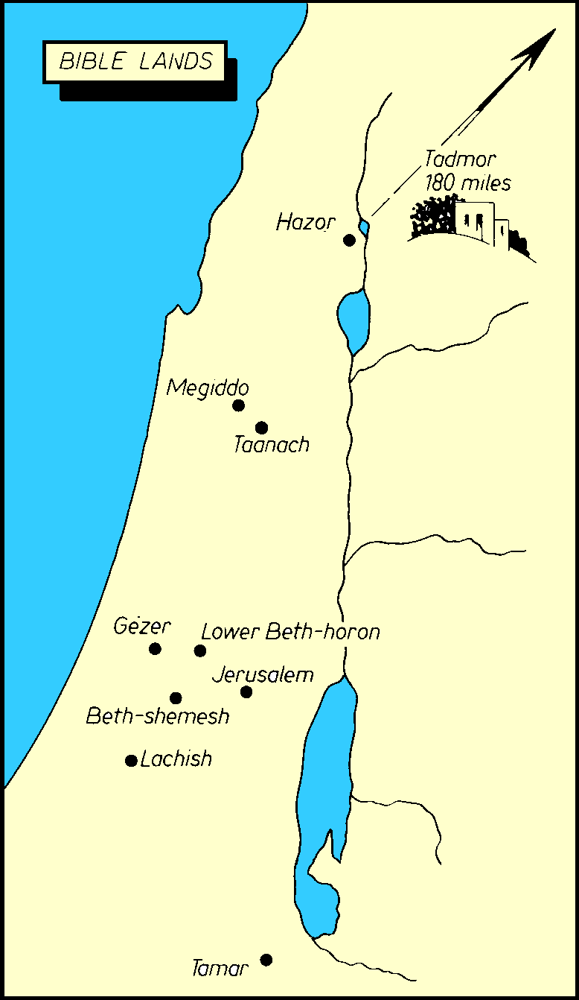 BIBLE LANDS
Tadmor
180 miles
Hazor
Megiddo
Taanach
Gezer
Lower Beth-horon
Jerusalem
Beth-shemesh
Lachish
Tamar